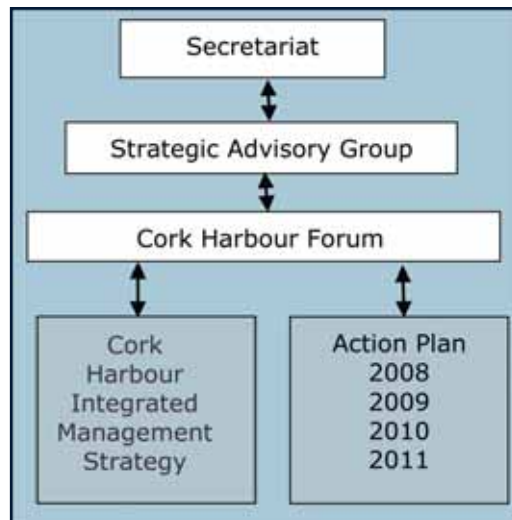 Secretariat
Strategic Advisory Group
Cork Harbour Forum
Cork
Harbour
Integrated
Management
Strategy
Action Plan
2008
2009
2010
2011